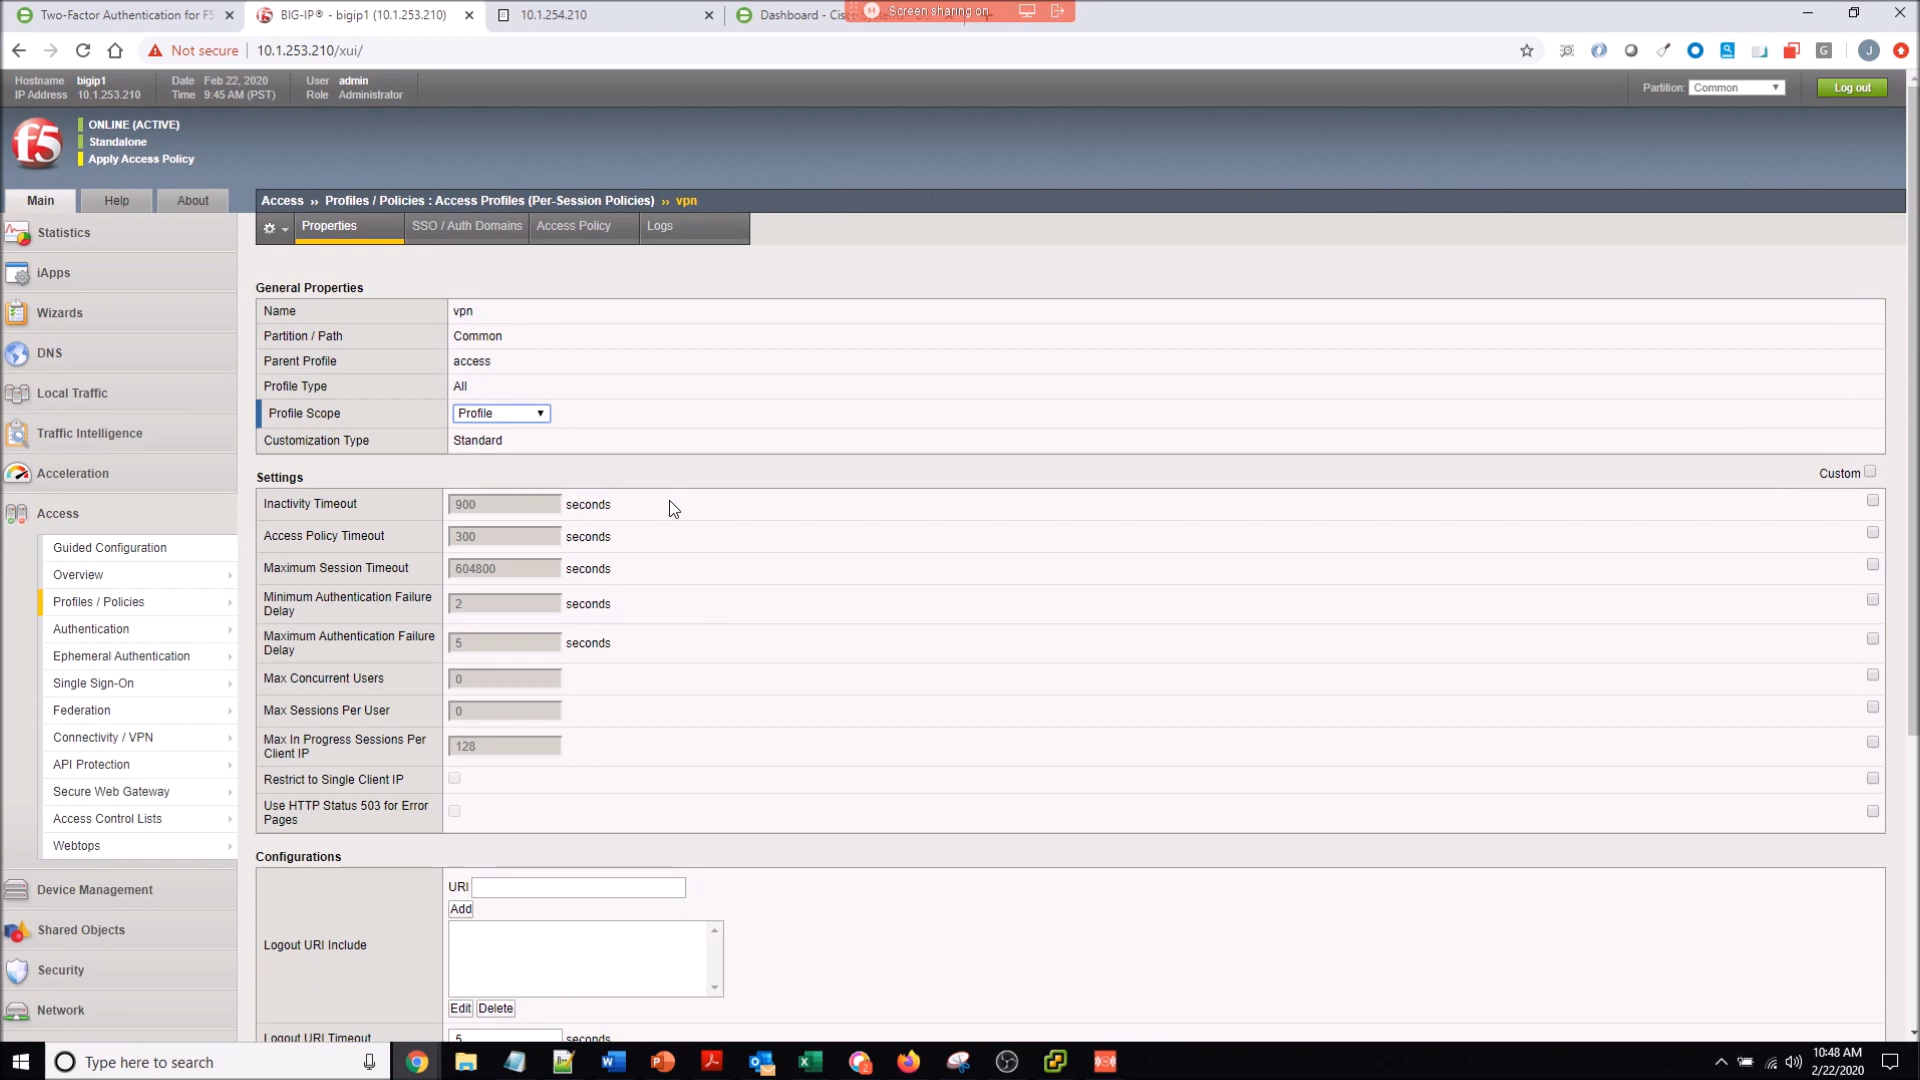 Two-Factor Authentication for F5
BIG-IP® - bigip1 (10.1.253.210)
10.1.254.210
Dashboard - Cisc
Screen sharing on
Not secure
10.1.253.210/xui/
Hostname bigip1
IP Address 10.1.253.210
Date Feb 22, 2020
Time 9:45 AM (PST)
User admin
Role Administrator
Partition: Common
Log out
f5
ONLINE (ACTIVE)
Standalone
Apply Access Policy
Main
Help
About
Access ›› Profiles / Policies : Access Profiles (Per-Session Policies) ›› vpn
Properties
SSO / Auth Domains
Access Policy
Logs
Statistics
iApps
Wizards
DNS
Local Traffic
Traffic Intelligence
Acceleration
Access
Guided Configuration
Overview
Profiles / Policies
Authentication
Ephemeral Authentication
Single Sign-On
Federation
Connectivity / VPN
API Protection
Secure Web Gateway
Access Control Lists
Webtops
Device Management
Shared Objects
Security
Network
General Properties
Name vpn
Partition / Path Common
Parent Profile access
Profile Type All
Profile Scope Profile
Customization Type Standard
Settings
Custom
Inactivity Timeout 900 seconds
Access Policy Timeout 300 seconds
Maximum Session Timeout 604800 seconds
Minimum Authentication Failure
Delay
2 seconds
Maximum Authentication Failure
Delay
5 seconds
Max Concurrent Users 0
Max Sessions Per User 0
Max In Progress Sessions Per
Client IP
128
Restrict to Single Client IP
Use HTTP Status 503 for Error
Pages
Configurations
URI
Add
Logout URI Include
Edit Delete
Logout URI Timeout 5 seconds
Type here to search
10:48 AM
2/22/2020